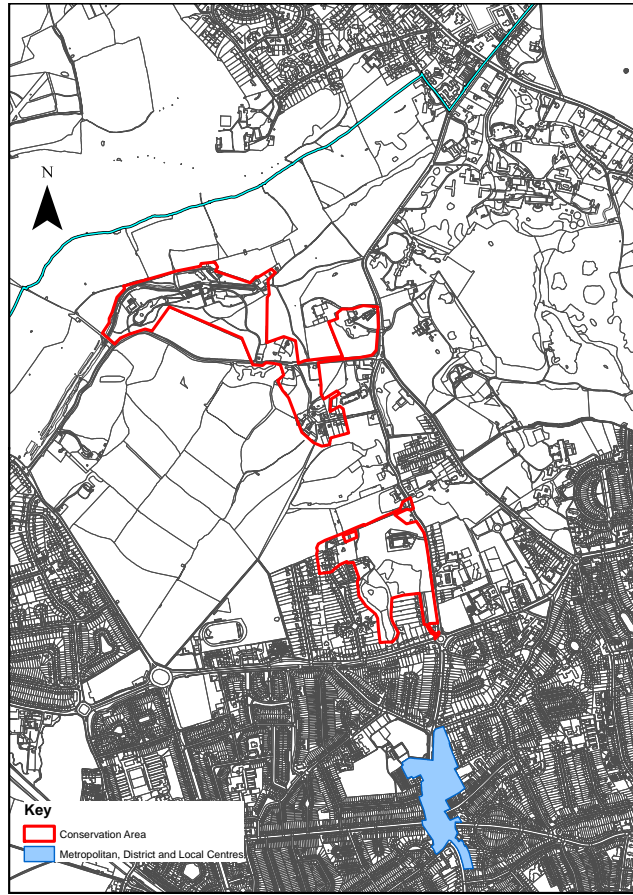 N
Key
Conservation Area
Metropolitan, District and Local Centres